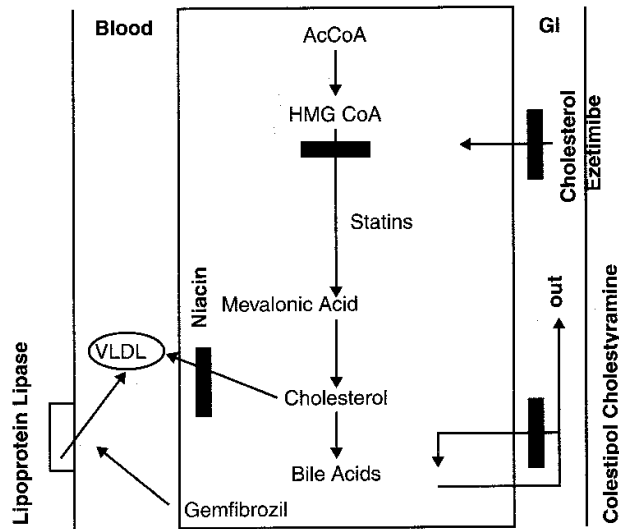 Blood
AcCoA
GI
HMG CoA
Cholesterol
Ezetimibe
Statins
Niacin
Mevalonic Acid
out
VLDL
Cholesterol
Lipoprotein Lipase
Colestipol Cholestyramine
Bile Acids
Gemfibrozil